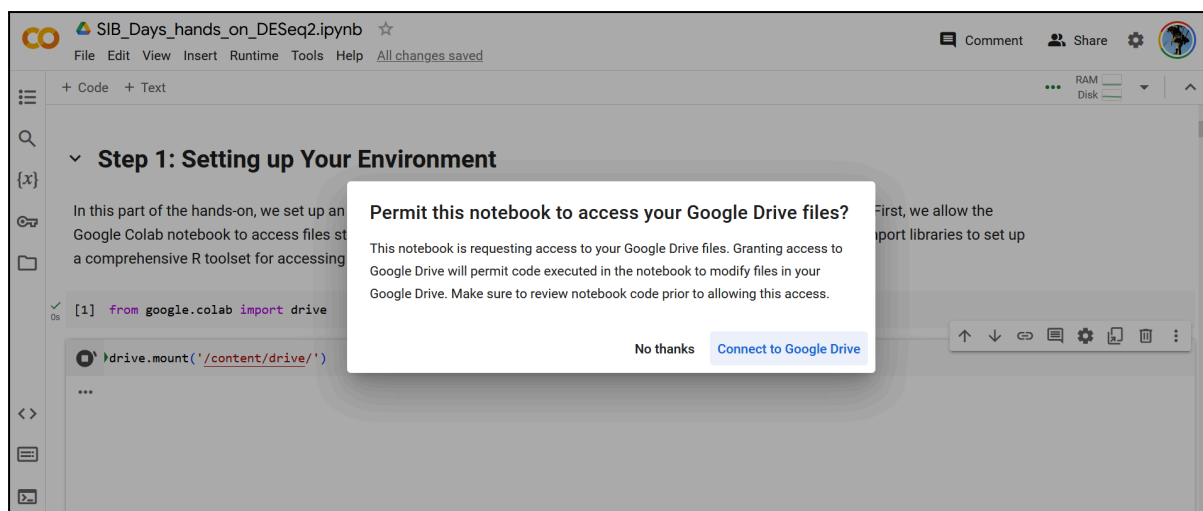 SIB_Days_hands_on_DESeq2.ipynb
File Edit View Insert Runtime Tools Help All changes saved
Comment
Share
+ Code + Text
RAM
Disk
Step 1: Setting up Your Environment
In this part of the hands-on, we set up an
First, we allow the
Google Colab notebook to access files st
port libraries to set up
a comprehensive R toolset for accessing
Permit this notebook to access your Google Drive files?
This notebook is requesting access to your Google Drive files. Granting access to
Google Drive will permit code executed in the notebook to modify files in your
Google Drive. Make sure to review notebook code prior to allowing this access.
No thanks Connect to Google Drive
0s
[1] from google.colab import drive
drive.mount('/content/drive/')
{x}